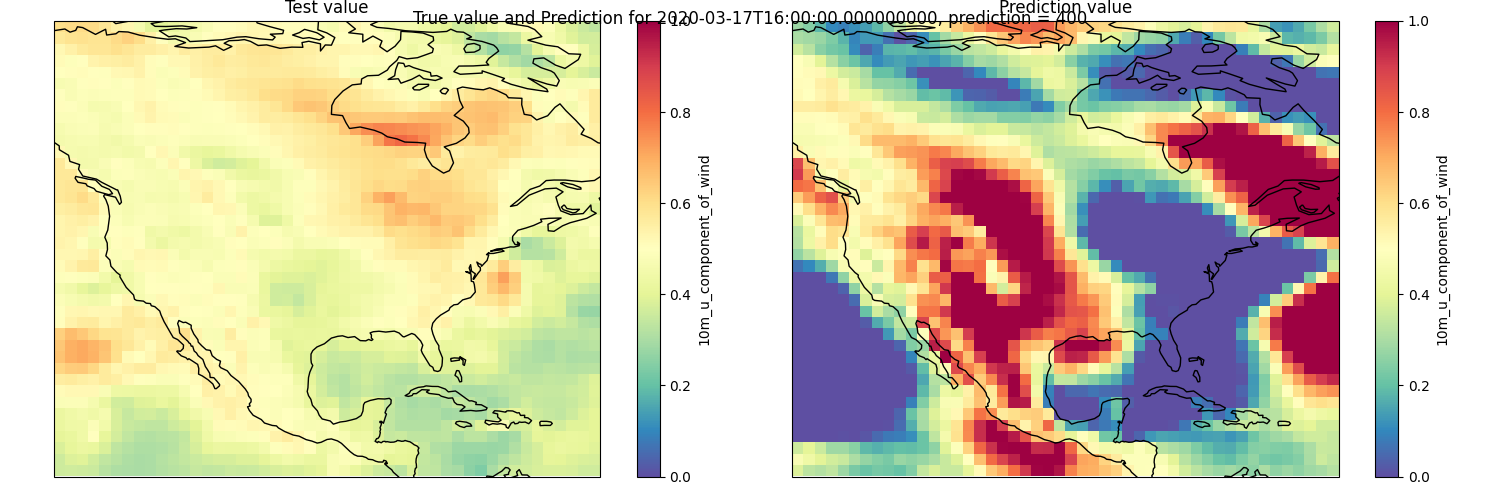 Test value
True value and Prediction for 2020-03-17T16:00:00.000000000, prediction = 400
Prediction value
1.0
0.8
0.6
0.4
0.2
0.0
10m_u_component_of_wind
1.0
0.8
0.6
0.4
0.2
0.0
10m_u_component_of_wind